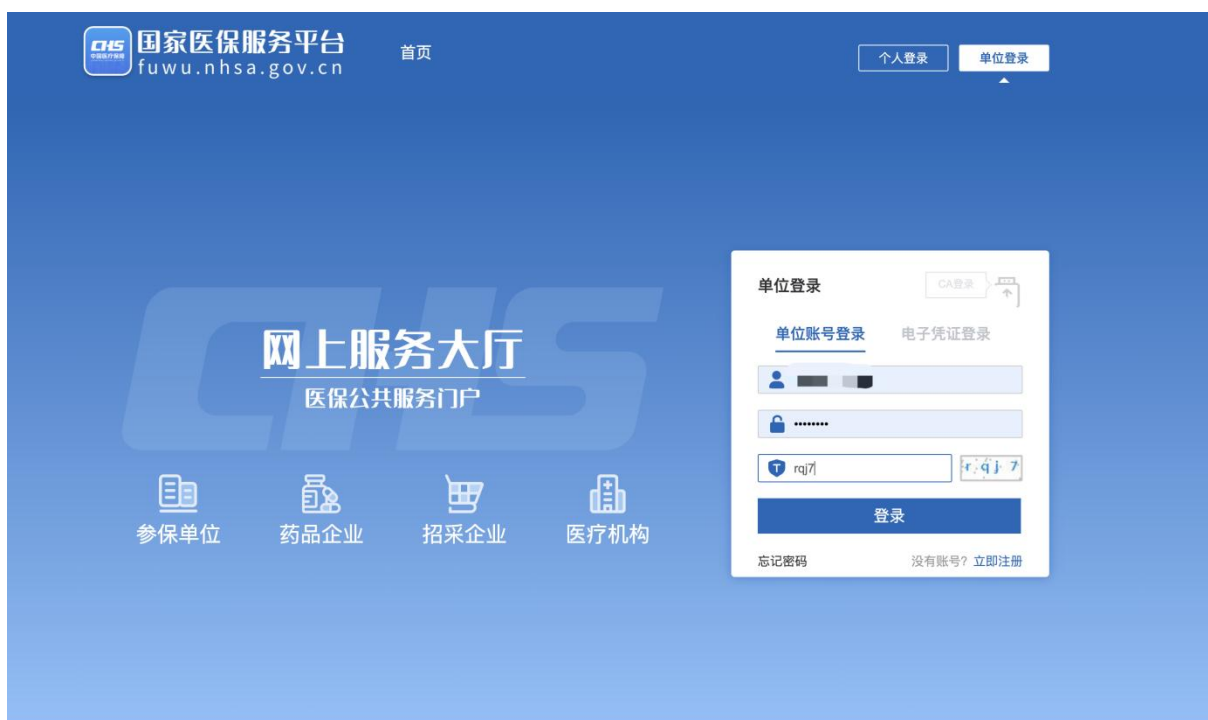 CHS
中国医疗保障
国家医保服务平台
fuwu.nhsa.gov.cn
首页
个人登录
单位登录
CHS
网上服务大厅
医保公共服务门户
参保单位
药品企业
招采企业
医疗机构
单位登录
CA登录
单位账号登录
电子凭证登录
••••••••
rqj7
r q j 7
登录
忘记密码
没有账号? 立即注册